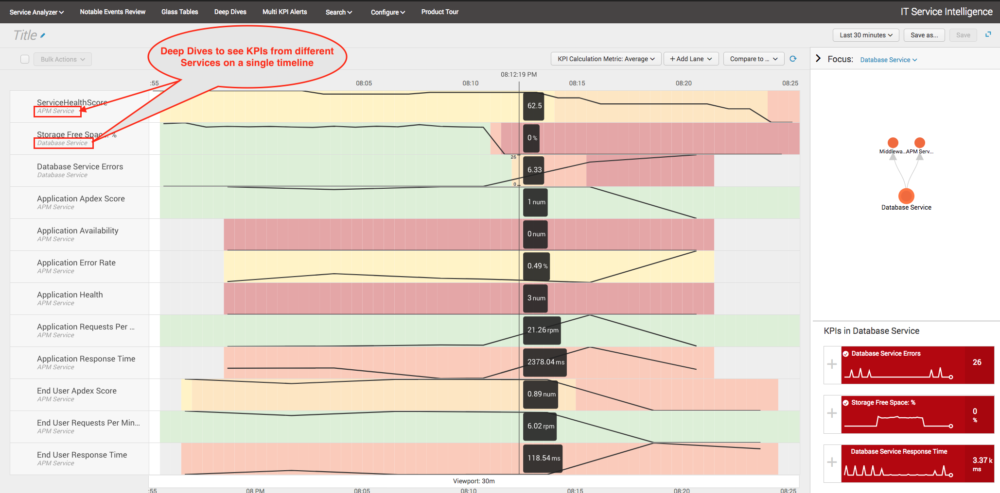 Service Analyzer Notable Events Review Glass Tables Deep Dives Multi KPI Alerts Search Configure Product Tour IT Service Intelligence
Title Last 30 minutes Save as... Save
Deep Dives to see KPIs from different
Services on a single timeline
Bulk Actions KPI Calculation Metric: Average + Add Lane Compare to ... Focus: Database Service
08:12:19 PM
:55 08:05 08:10 08:15 08:20 08:25
ServiceHealthScore 62.5
APM Service
Storage Free Space: % 0 %
Database Service
26
Database Service Errors 6.33
Database Service
0
Application Apdex Score 1 num
APM Service
Application Availability 0 num
APM Service
Application Error Rate 0.49 %
APM Service
Application Health 3 num
APM Service
Application Requests Per ... 21.26 rpm
APM Service
Application Response Time 2378.04 ms
APM Service
End User Apdex Score 0.89 num
APM Service
End User Requests Per Min... 6.02 rpm
APM Service
End User Response Time 118.54 ms
APM Service
Viewport: 30m
:55 08 PM 08:05 08:10 08:15 08:20 08:25
Middlewa... APM Serv...
Database Service
KPIs in Database Service
Database Service Errors
26
Storage Free Space: %
0
%
Database Service Response Time
3.37 k
ms